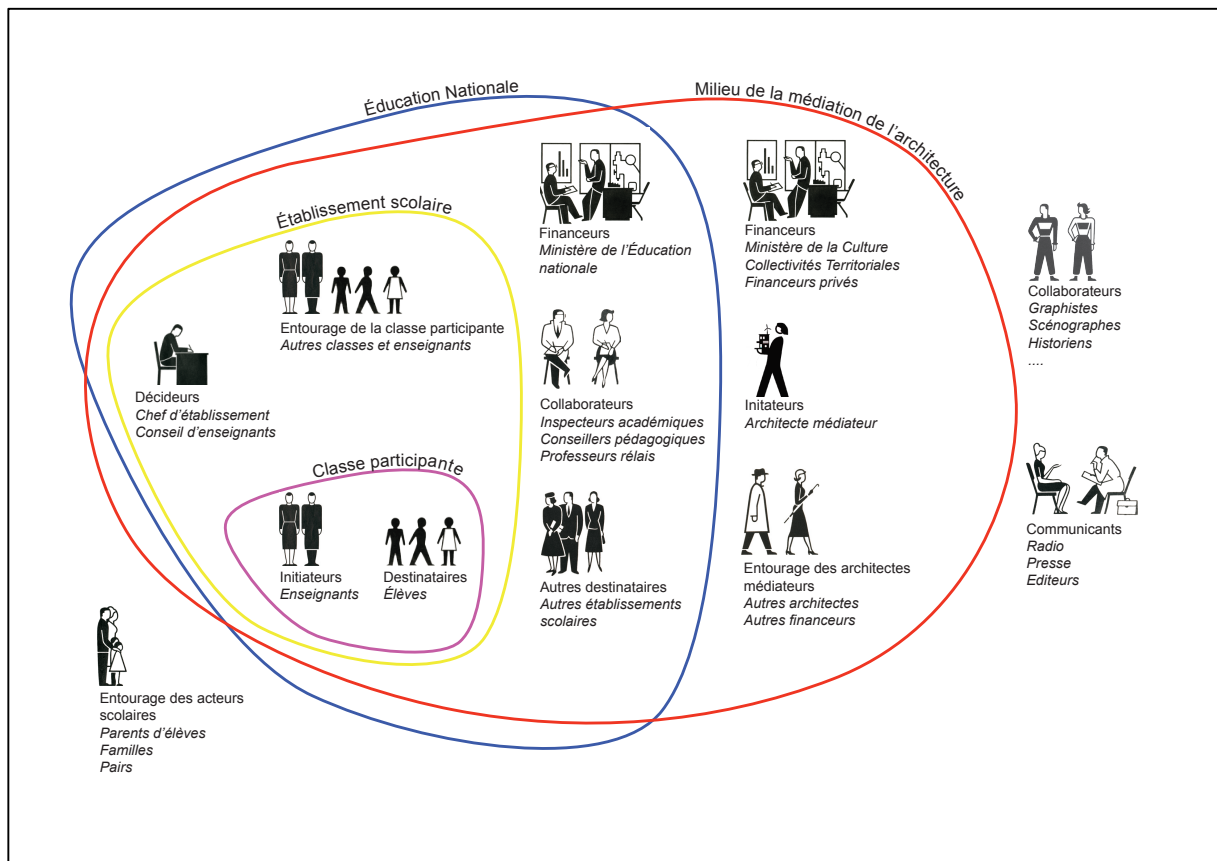 Éducation Nationale
Milieu de la médiation de l'architecture
Établissement scolaire
Financeurs
Ministère de l'Éducation
nationale
Financeurs
Ministère de la Culture
Collectivités Territoriales
Financeurs privés
Collaborateurs
Graphistes
Scénographes
Historiens
....
Entourage de la classe participante
Autres classes et enseignants
Décideurs
Chef d'établissement
Conseil d'enseignants
Collaborateurs
Inspecteurs académiques
Conseillers pédagogiques
Professeurs rélais
Initateurs
Architecte médiateur
Classe participante
Initiateurs
Enseignants
Destinataires
Élèves
Autres destinataires
Autres établissements
scolaires
Entourage des architectes
médiateurs
Autres architectes
Autres financeurs
Communicants
Radio
Presse
Editeurs
Entourage des acteurs
scolaires
Parents d'élèves
Familles
Pairs